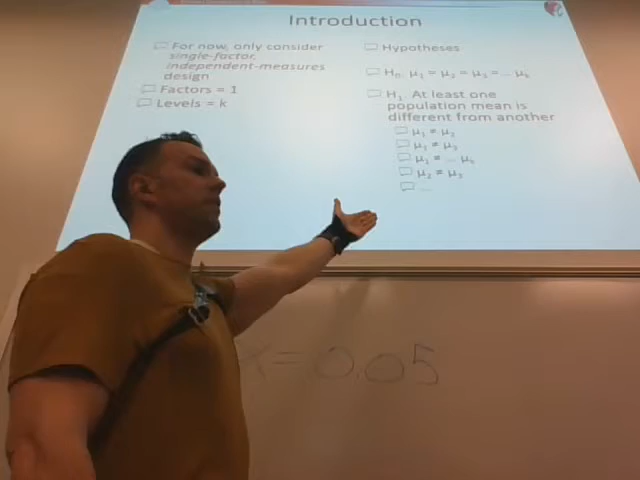 Introduction
For now, only consider
single-factor,
independent-measures
design
Factors = 1
Levels = k
Hypotheses
H₀: μ₁ = μ₂ = μ₃ = ... μₖ
H₁: At least one
population mean is
different from another
μ₁ ≠ μ₂
μ₁ ≠ μ₃
μ₁ ≠ ... μₖ
μ₂ ≠ μ₃
...
= 0.05